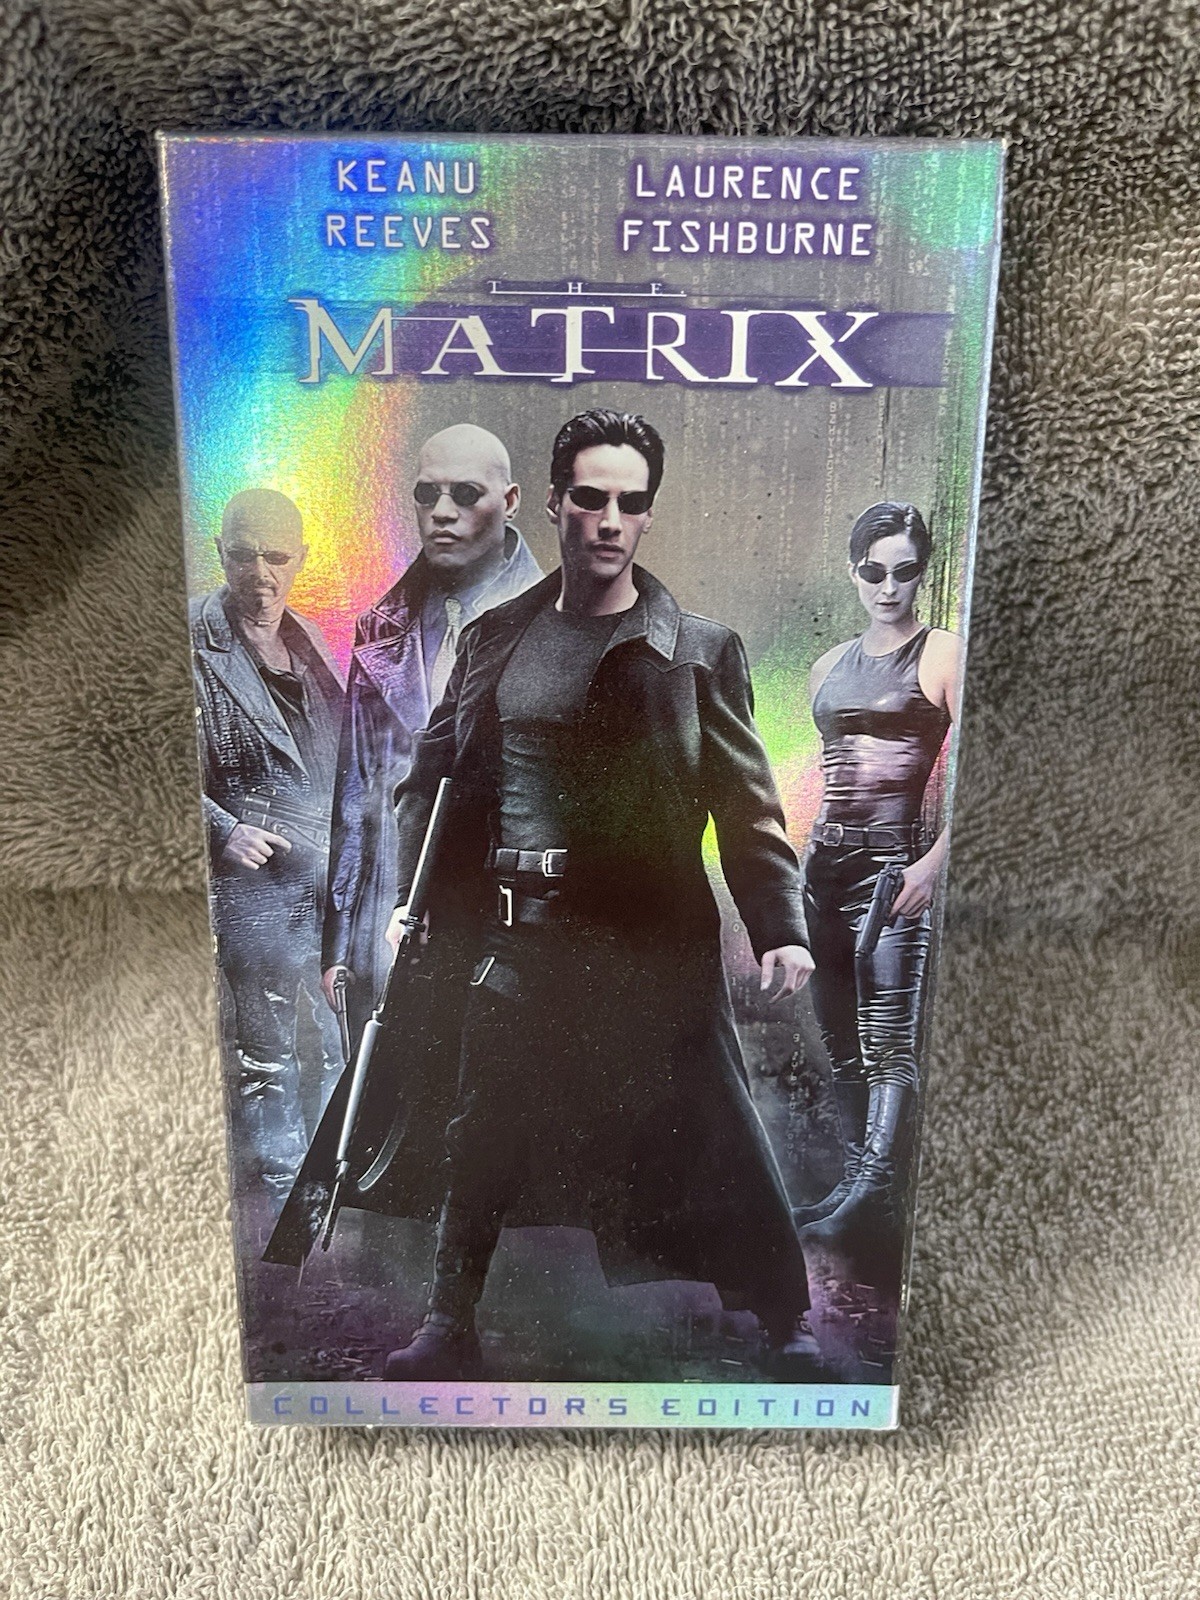 KEANU
REEVES
LAURENCE
FISHBURNE
THE
MATRIX
COLLECTOR'S EDITION